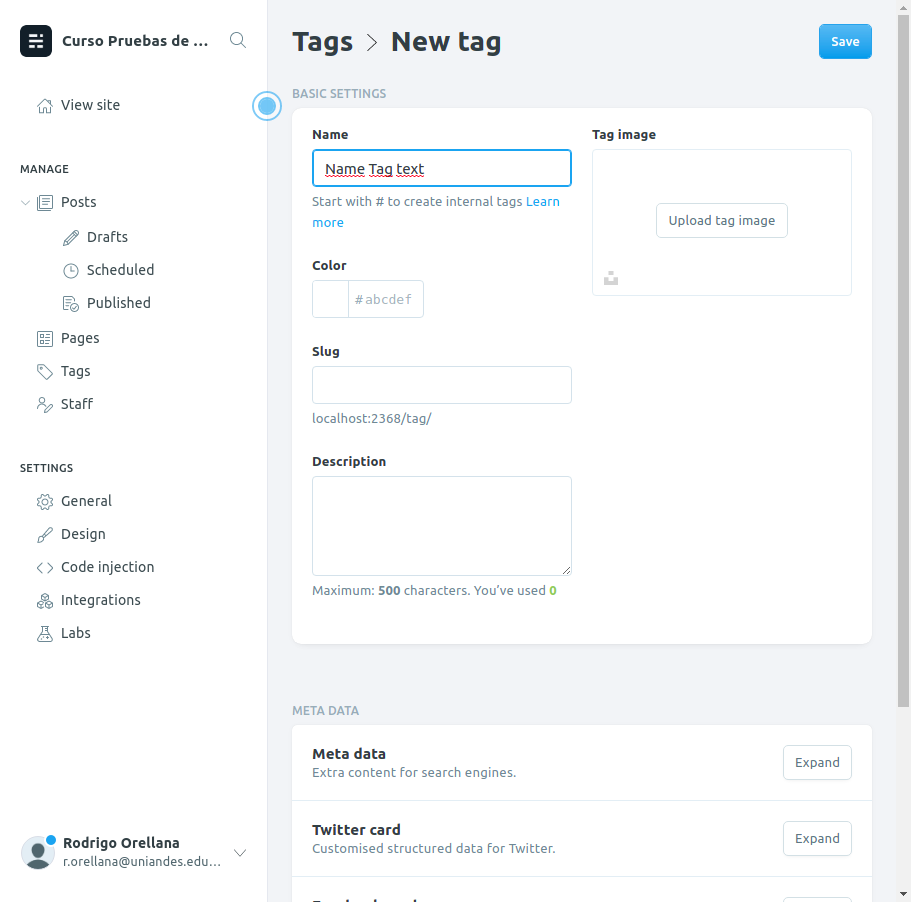 Curso Pruebas de ...
View site
MANAGE
Posts
Drafts
Scheduled
Published
Pages
Tags
Staff
SETTINGS
General
Design
Code injection
Integrations
Labs
Rodrigo Orellana
r.orellana@uniandes.edu...
Tags > New tag
Save
BASIC SETTINGS
Name
Name Tag text
Start with # to create internal tags Learn
more
Color
#abcdef
Slug
localhost:2368/tag/
Description
Maximum: 500 characters. You've used 0
Tag image
Upload tag image
META DATA
Meta data
Extra content for search engines.
Expand
Twitter card
Customised structured data for Twitter.
Expand